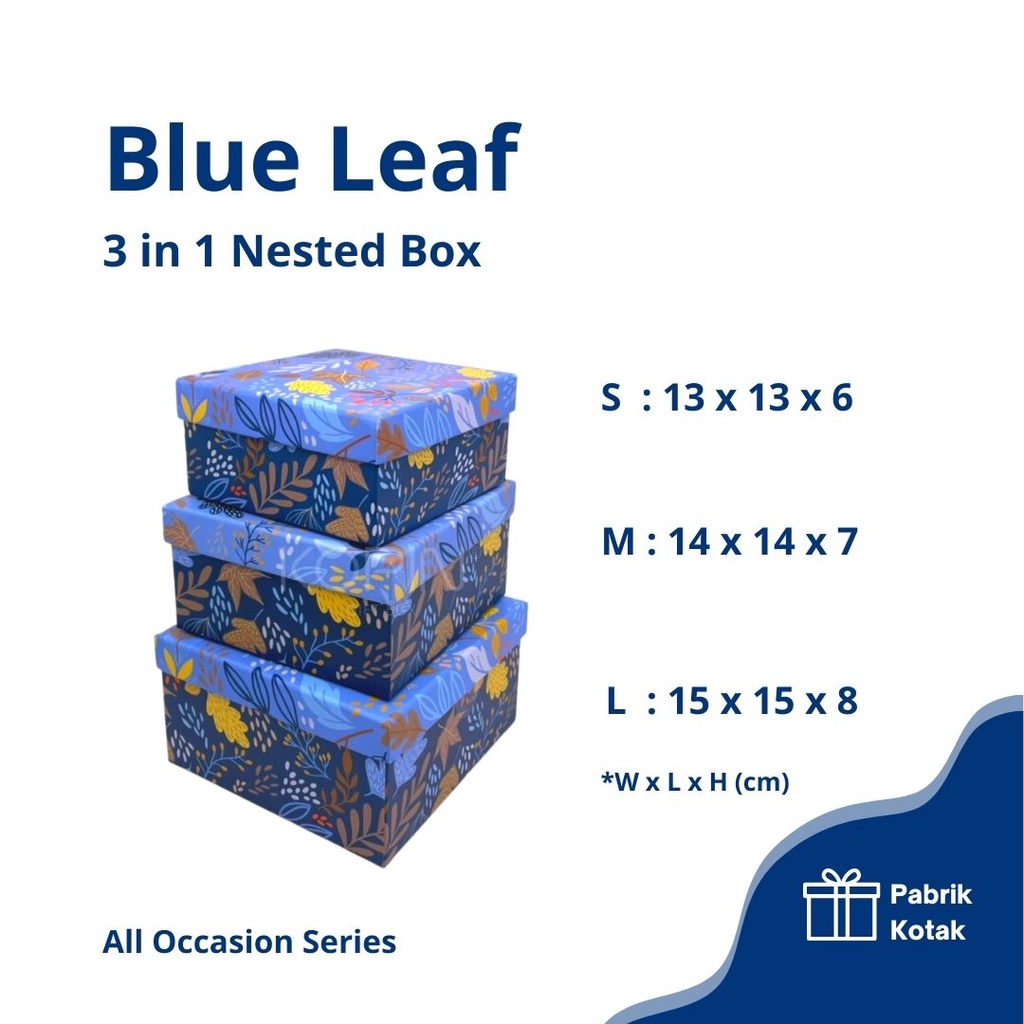 Blue Leaf
3 in 1 Nested Box
S : 13 x 13 x 6
M : 14 x 14 x 7
L : 15 x 15 x 8
*W x L x H (cm)
Pabrik
Kotak
All Occasion Series